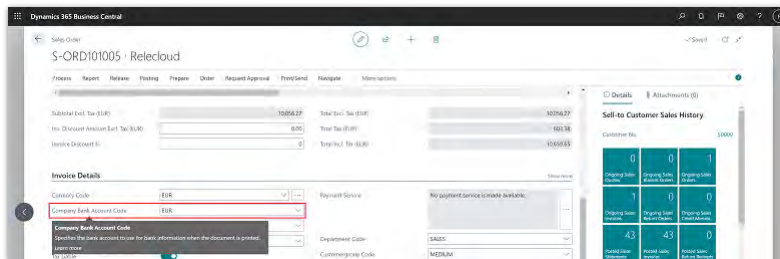 Dynamics 365 Business Central
Sales Order
Saved
S-ORD101005 · Relecloud
Process Report Release Posting Prepare Order Request Approval Print/Send Navigate More options
Details Attachments (0)
Subtotal Excl. Tax (EUR) 10,056.27 Total Excl. Tax (EUR) 10,056.27
Inv. Discount Amount Excl. Tax (EUR) 0.00 Total Tax (EUR) 603.38
Invoice Discount % 0 Total Incl. Tax (EUR) 10,659.65
Sell-to Customer Sales History
Customer No. 50000
0 0 1
Ongoing Sales Quotes Ongoing Sales Blanket Orders Ongoing Sales Orders
Invoice Details Show more
Currency Code EUR Payment Service No payment service is made available.
Company Bank Account Code EUR
1 0 0
Ongoing Sales Invoices Ongoing Sales Return Orders Ongoing Sales Credit Memos
Company Bank Account Code
Specifies the bank account to use for bank information when the document is printed.
Learn more
Department Code SALES
Tax Liable Customergroup Code MEDIUM
43 43 0
Posted Sales Shipments Posted Sales Invoices Posted Sales Return Receipts